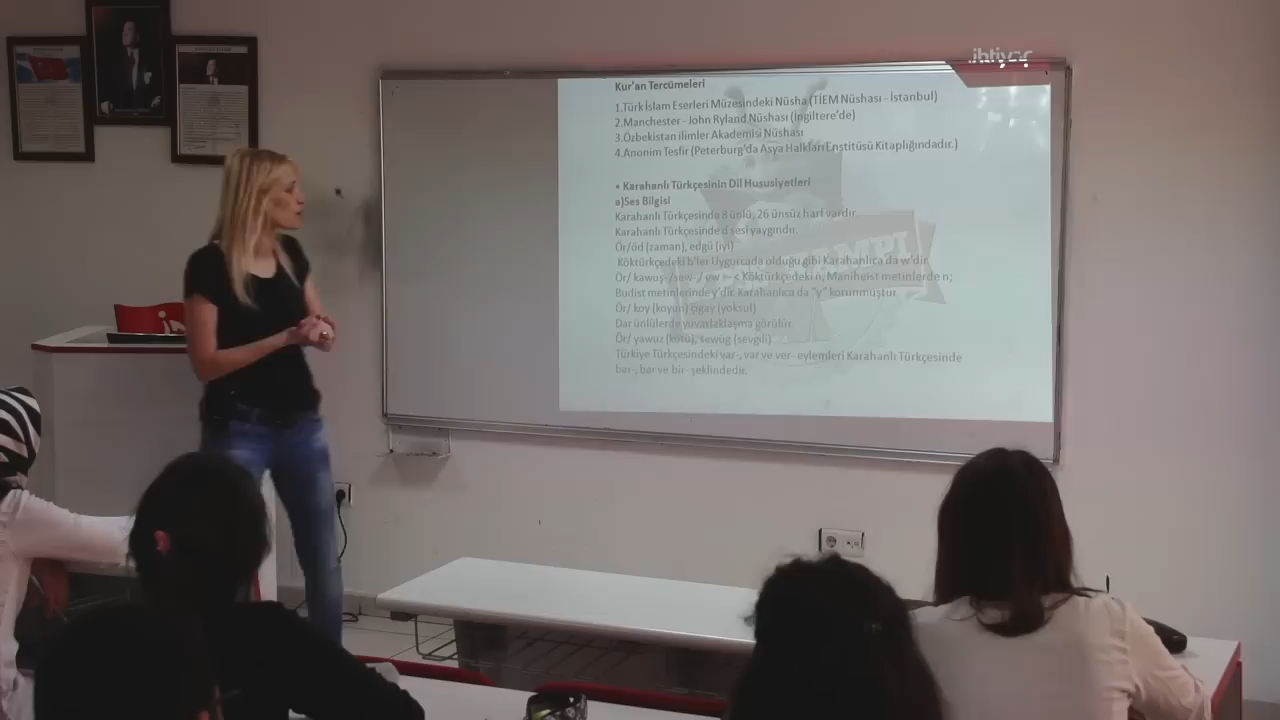 ihtiyaç
Kur'an Tercümeleri
1.Türk İslam Eserleri Müzesindeki Nüsha (TİEM Nüshası - İstanbul)
2.Manchester - John Ryland Nüshası (İngiltere'de)
3.Özbekistan ilimler Akademisi Nüshası
4.Anonim Tesfir (Peterburg'da Asya Halkları Enstitüsü Kitaplığındadır.)
• Karahanlı Türkçesinin Dil Hususiyetleri
a)Ses Bilgisi
Karahanlı Türkçesinde 8 ünlü, 26 ünsüz harf vardır.
Karahanlı Türkçesinde d sesi yaygındır.
Ör/öd (zaman), edgü (iyi)
Köktürkçedeki b'ler Uygurcada olduğu gibi Karahanlıca da w'dir
Ör/ kawuş-/sew-/ ew < Köktürkçedeki ñ, Maniheist metinlerde n;
Budist metinlerinde y'dir. Karahanlıca da "y" korunmuştur
Ör/ koy (koyun) çıgay (yoksul)
Dar ünlülerde yuvarlaklaşma görülür.
Ör/ yawuz (kötü), sewüg (sevgili)
Türkiye Türkçesindeki var-, var ve ver- eylemleri Karahanlı Türkçesinde
bar-, bar ve bir- şeklindedir.